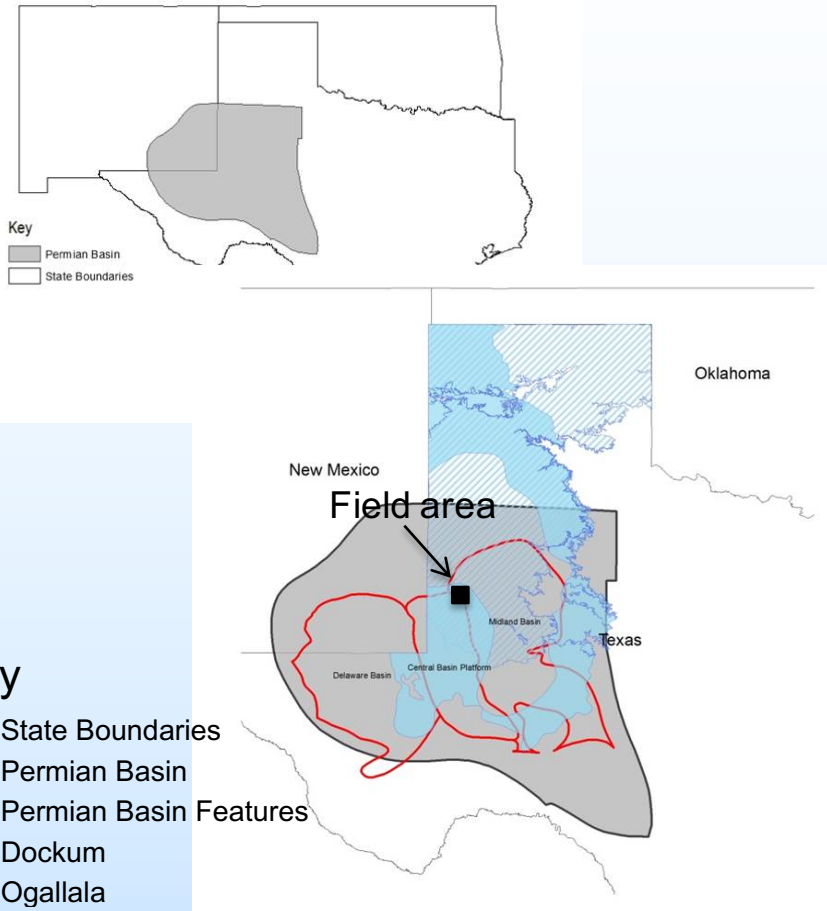 Key
Permian Basin
State Boundaries
Oklahoma
New Mexico
Field area
Midland Basin
Texas
Central Basin Platform
Delaware Basin
y
State Boundaries
Permian Basin
Permian Basin Features
Dockum
Ogallala